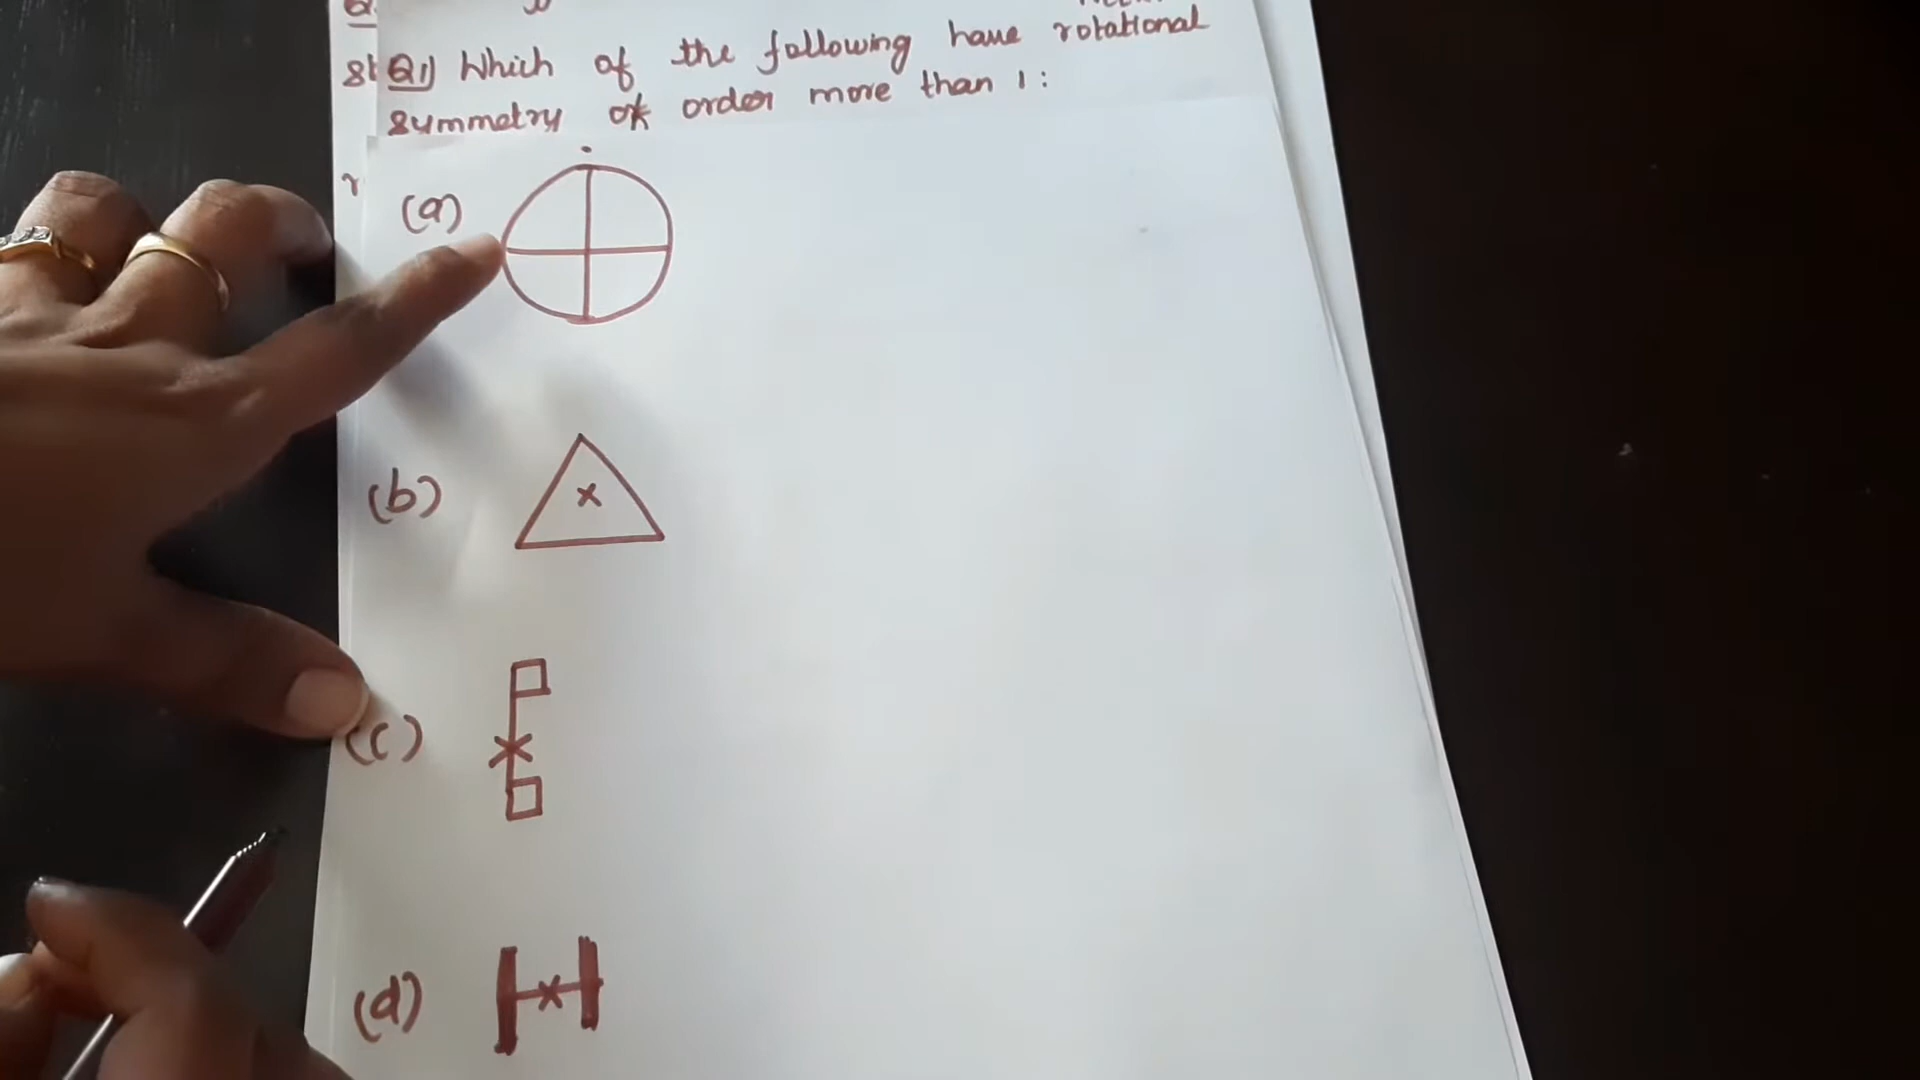 Q1) Which of the following have rotational
symmetry of order more than 1:
(a)
(b)
(c)
(d)